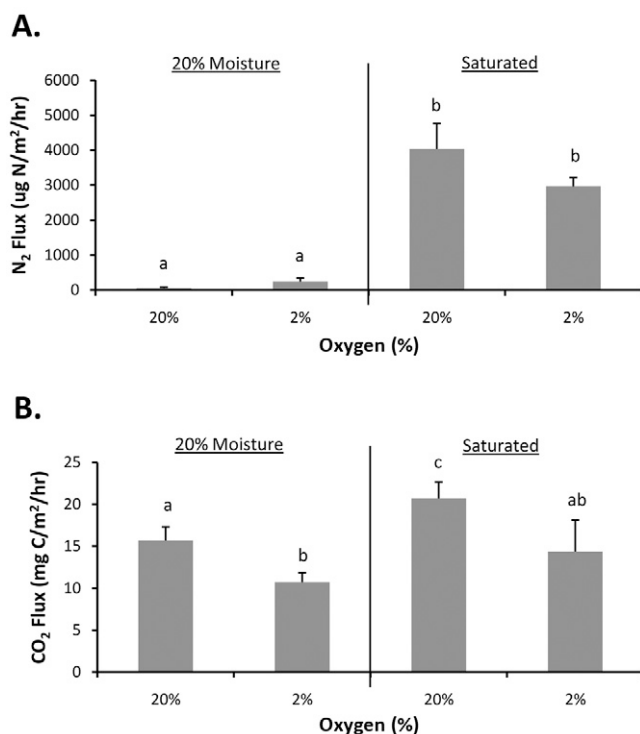 A.
20% Moisture Saturated
N₂ Flux (ug N/m²/hr)
6000
5000
4000
3000
2000
1000
0
a a b b
20% 2% 20% 2%
Oxygen (%)
B.
20% Moisture Saturated
CO₂ Flux (mg C/m²/hr)
25
20
15
10
5
0
a b c ab
20% 2% 20% 2%
Oxygen (%)